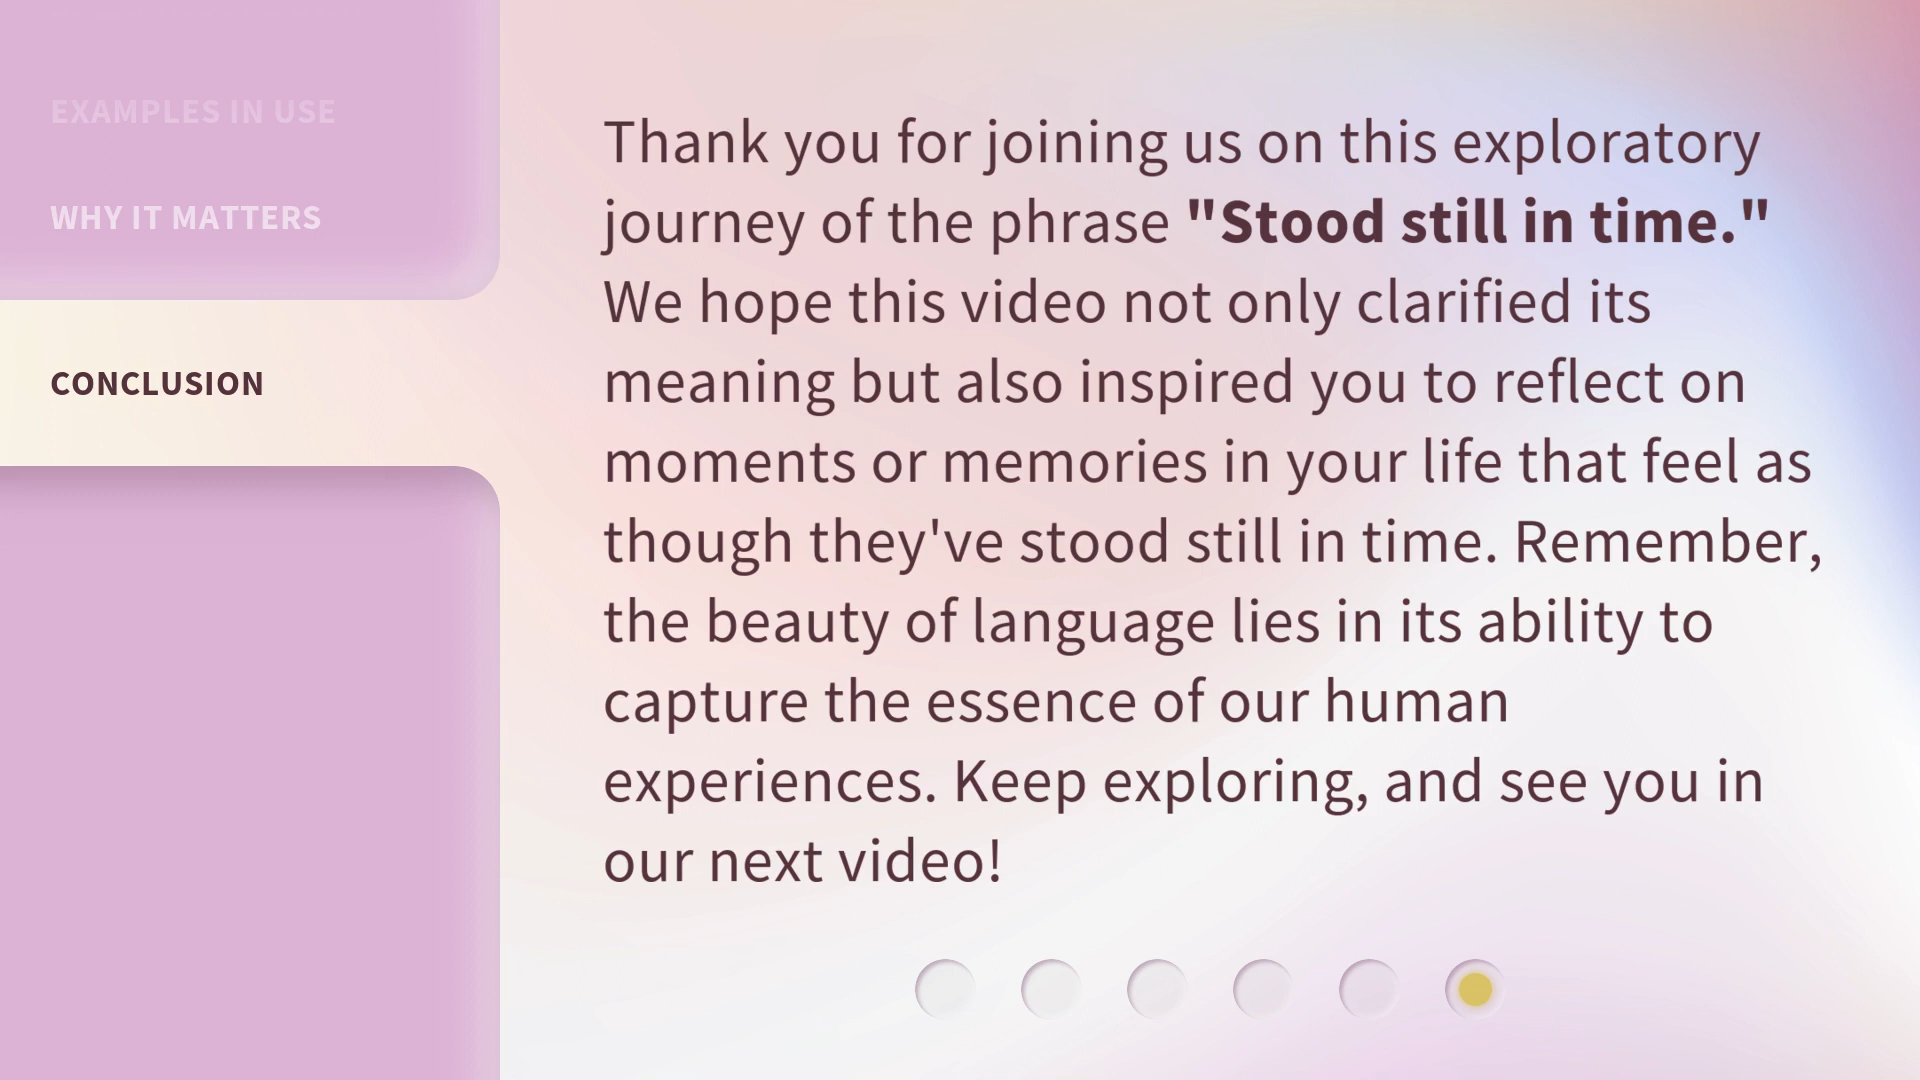 EXAMPLES IN USE
WHY IT MATTERS
CONCLUSION
Thank you for joining us on this exploratory
journey of the phrase "Stood still in time."
We hope this video not only clarified its
meaning but also inspired you to reflect on
moments or memories in your life that feel as
though they've stood still in time. Remember,
the beauty of language lies in its ability to
capture the essence of our human
experiences. Keep exploring, and see you in
our next video!